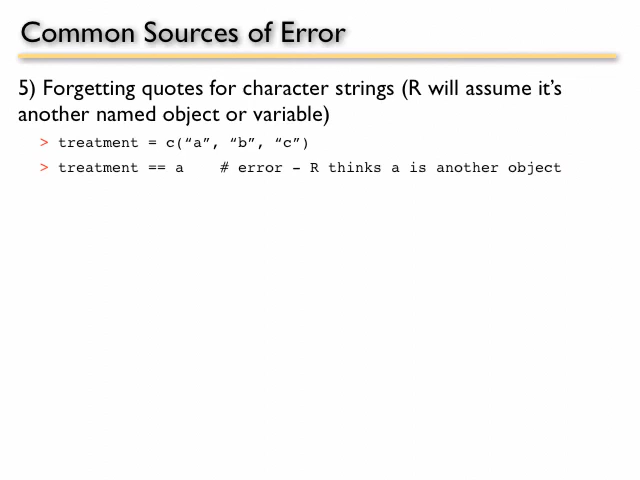 Common Sources of Error
5) Forgetting quotes for character strings (R will assume it’s
another named object or variable)
> treatment = c(“a”, “b”, “c”)
> treatment == a    # error – R thinks a is another object